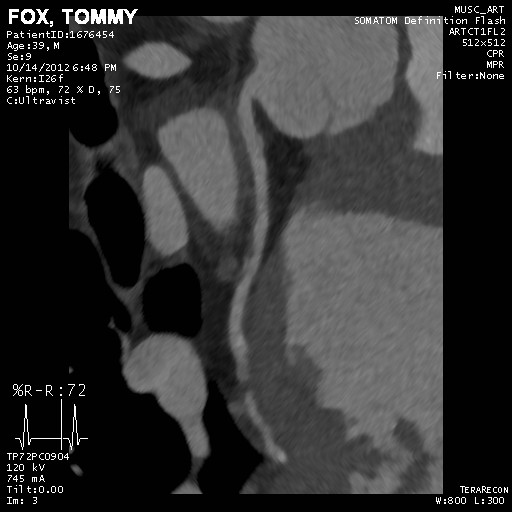 FOX, TOMMY
PatientID:1676454
Age:39, M
Se:9
10/14/2012 6:48 PM
Kern:I26f
63 bpm, 72 % D, 75
C:Ultravist
MUSC_ART
SOMATOM Definition Flash
ARTCT1FL2
512x512
CPR
MPR
Filter:None
%R-R:72
TP72PC0904
120 kV
745 mA
Tilt:0.00
Im: 3
TERARECON
W:800 L:300